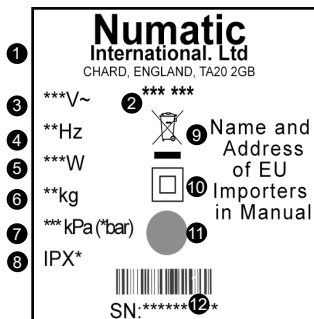 Numatic
1 International. Ltd
CHARD, ENGLAND, TA20 2GB
3 ***V~ 2 *** ***
4 **Hz 9 Name and
5 ***W Address
6 **kg 10 of EU
Importers
7 *** kPa (*bar) 11 in Manual
8 IPX*
SN:****** 12 *